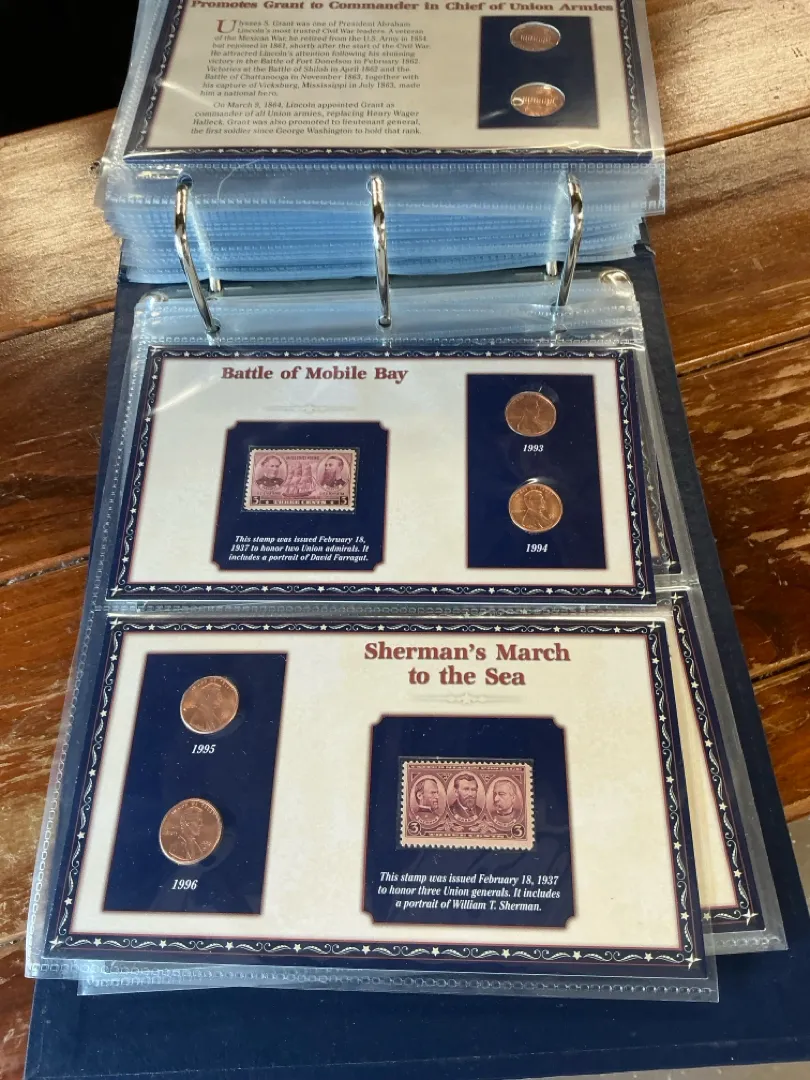 Promotes Grant to Commander in Chief of Union Armies
Ulysses S. Grant was one of President Abraham
Lincoln's most trusted Civil War leaders. A veteran
of the Mexican War, he retired from the U.S. Army in 1854
but rejoined in 1861, shortly after the start of the Civil War.
He attracted Lincoln's attention following his stunning
victory in the Battle of Fort Donelson in February 1862.
Victories at the Battle of Shiloh in April 1862 and the
Battle of Chattanooga in November 1863, together with
his capture of Vicksburg, Mississippi in July 1863, made
him a national hero.
On March 9, 1864, Lincoln appointed Grant as
commander of all Union armies, replacing Henry Wager
Halleck. Grant was also promoted to lieutenant general,
the first soldier since George Washington to hold that rank.
Battle of Mobile Bay
1993
3 THREE CENTS 3
This stamp was issued February 18,
1937 to honor two Union admirals. It
includes a portrait of David Farragut.
1994
Sherman's March
to the Sea
1995
3 3
1996
This stamp was issued February 18, 1937
to honor three Union generals. It includes
a portrait of William T. Sherman.